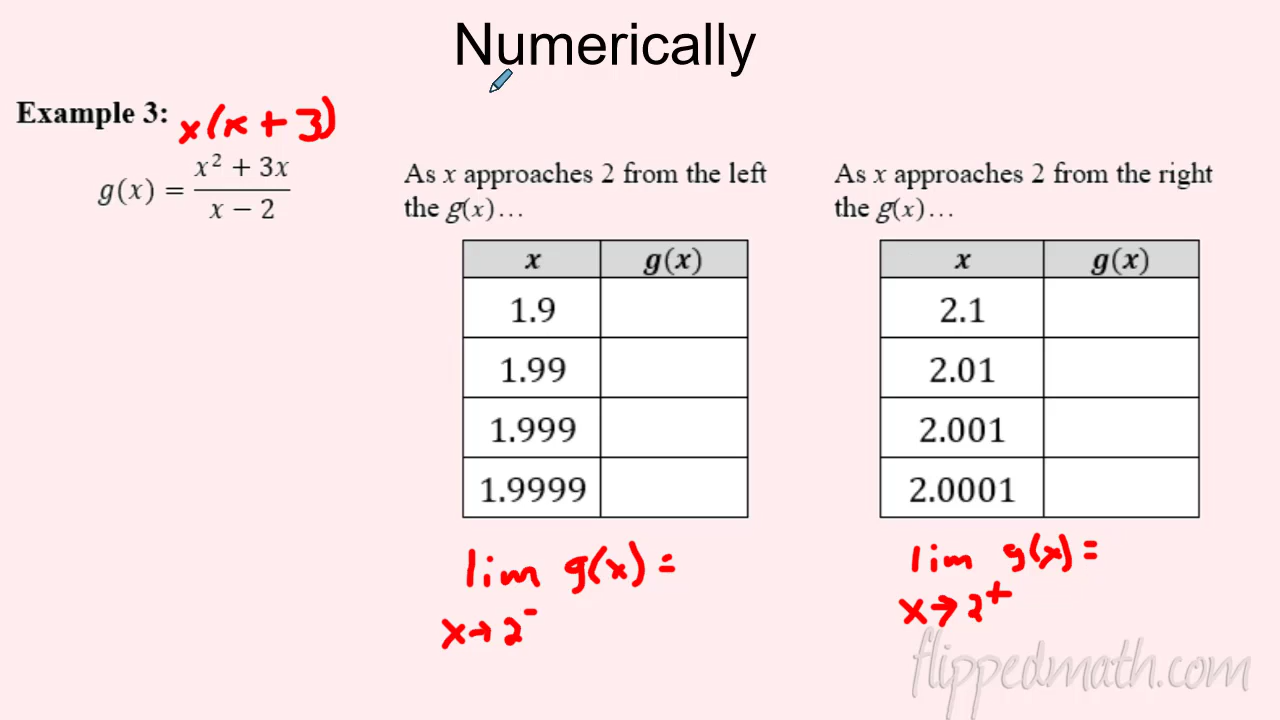 Numerically
Example 3:
x(x + 3)
g(x) = x² + 3x
x − 2
As x approaches 2 from the left
the g(x)…
x g(x)
1.9
1.99
1.999
1.9999
lim g(x) =
x→2⁻
As x approaches 2 from the right
the g(x)…
x g(x)
2.1
2.01
2.001
2.0001
lim g(x) =
x→2⁺
flippedmath.com